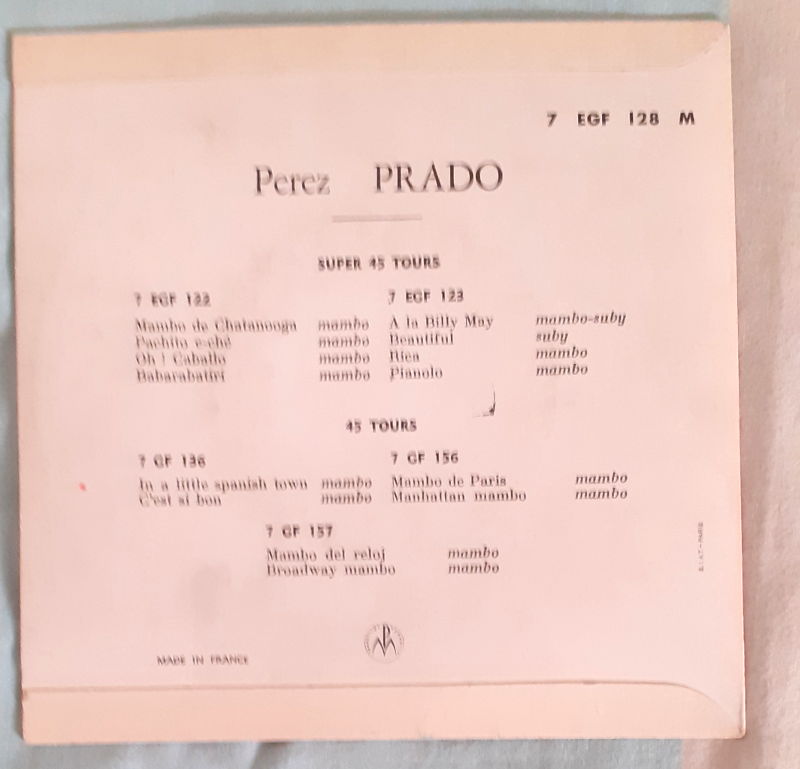 7 EGF 128 M
Perez PRADO
SUPER 45 TOURS
7 EGF 122
Mambo de Chatanooga mambo
Pachito e-ché mambo
Oh ! Caballo mambo
Babarabatiri mambo
7 EGF 123
A la Billy May mambo-suby
Beautiful suby
Rica mambo
Pianolo mambo
45 TOURS
7 GF 136
In a little spanish town mambo
C'est si bon mambo
7 GF 156
Mambo de Paris mambo
Manhattan mambo mambo
7 GF 157
Mambo del reloj mambo
Broadway mambo mambo
MADE IN FRANCE